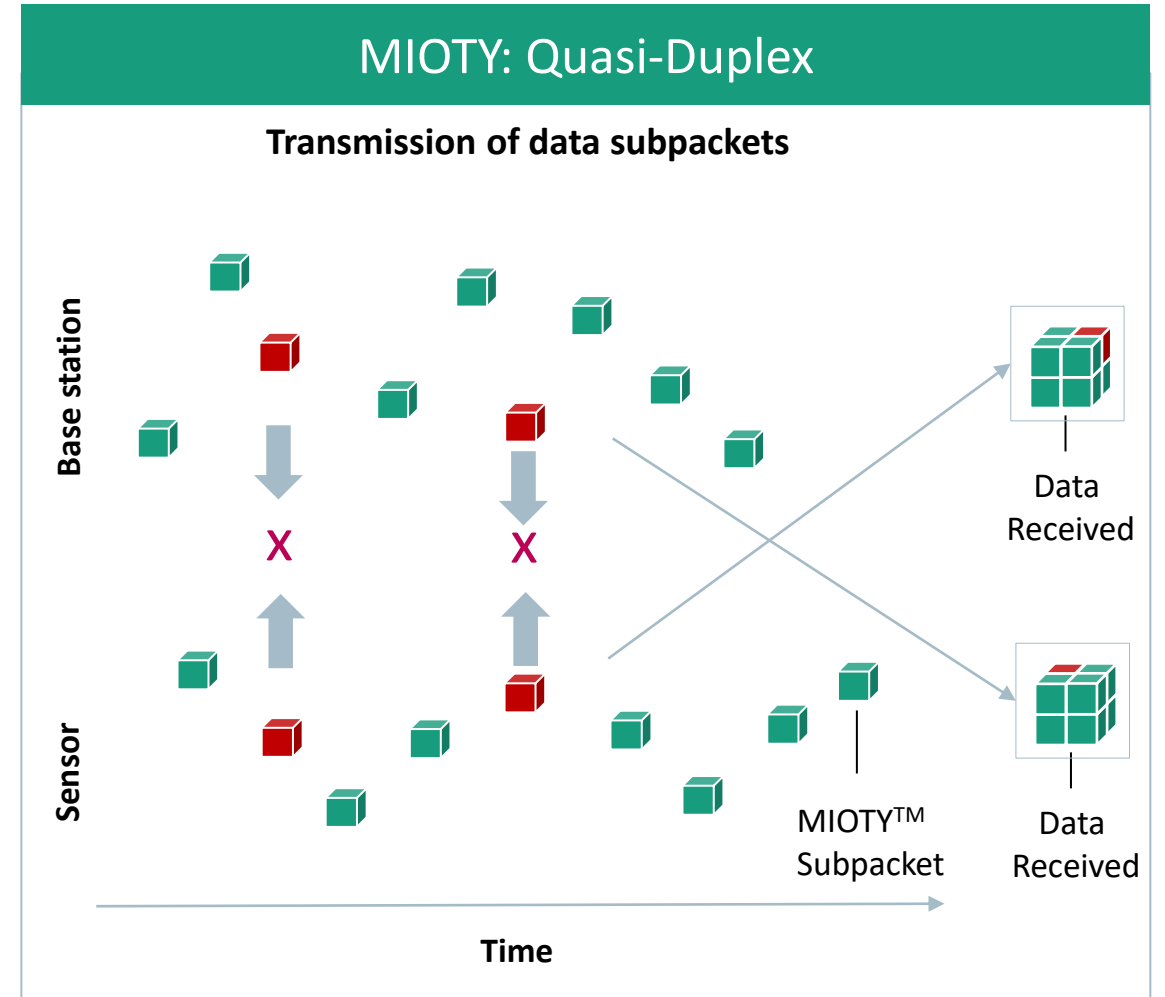 MIOTY: Quasi-Duplex
Transmission of data subpackets
Base station
X
X
Data
Received
Sensor
MIOTY™
Subpacket
Data
Received
Time